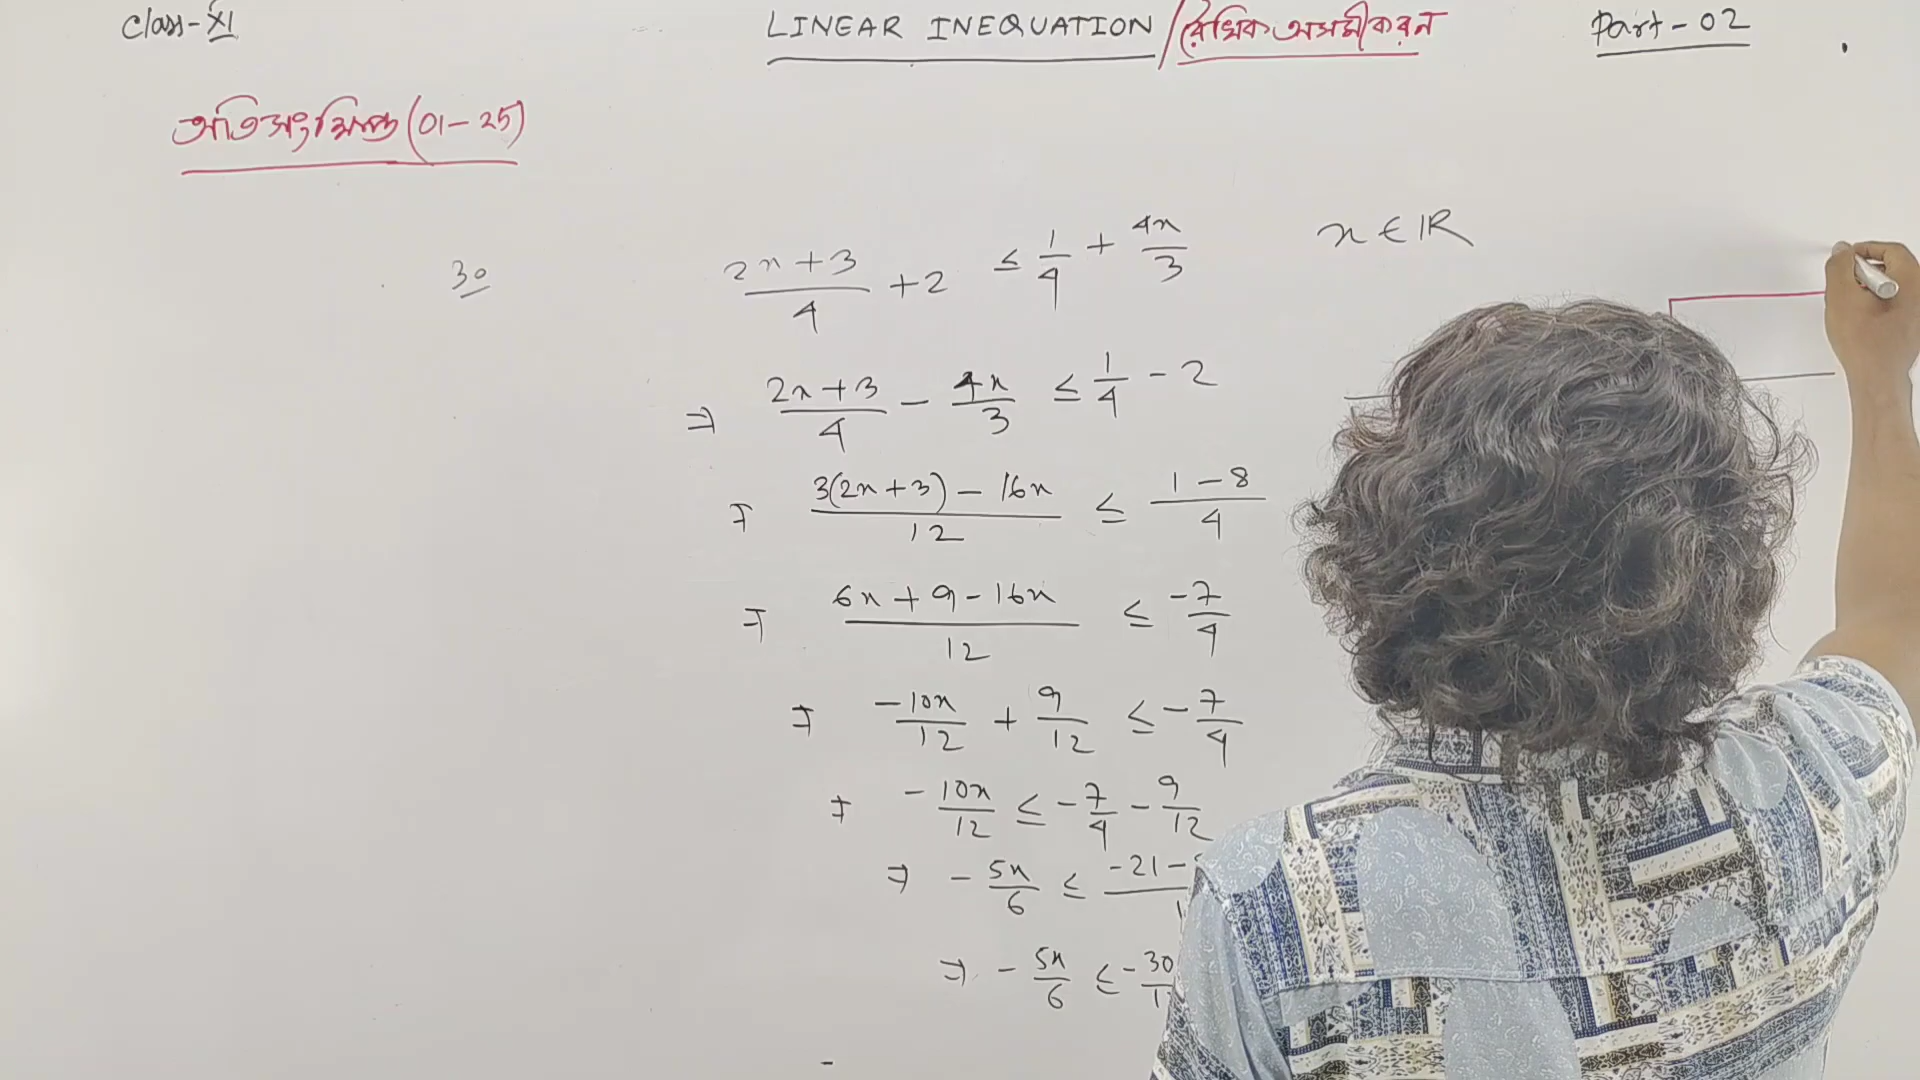 Class-XI
LINEAR INEQUATION / রৈখিক অসমীকরন
Part-02
অতিসংক্ষিপ্ত (01-25)
30
(2x+3)/4 + 2 ≤ 1/4 + 4x/3
x ∈ IR
⇒ (2x+3)/4 - 4x/3 ≤ 1/4 - 2
⇒ (3(2x+3) - 16x)/12 ≤ (1-8)/4
⇒ (6x+9-16x)/12 ≤ -7/4
⇒ -10x/12 + 9/12 ≤ -7/4
⇒ -10x/12 ≤ -7/4 - 9/12
⇒ -5x/6 ≤ -21-
⇒ -5x/6 ≤ -30